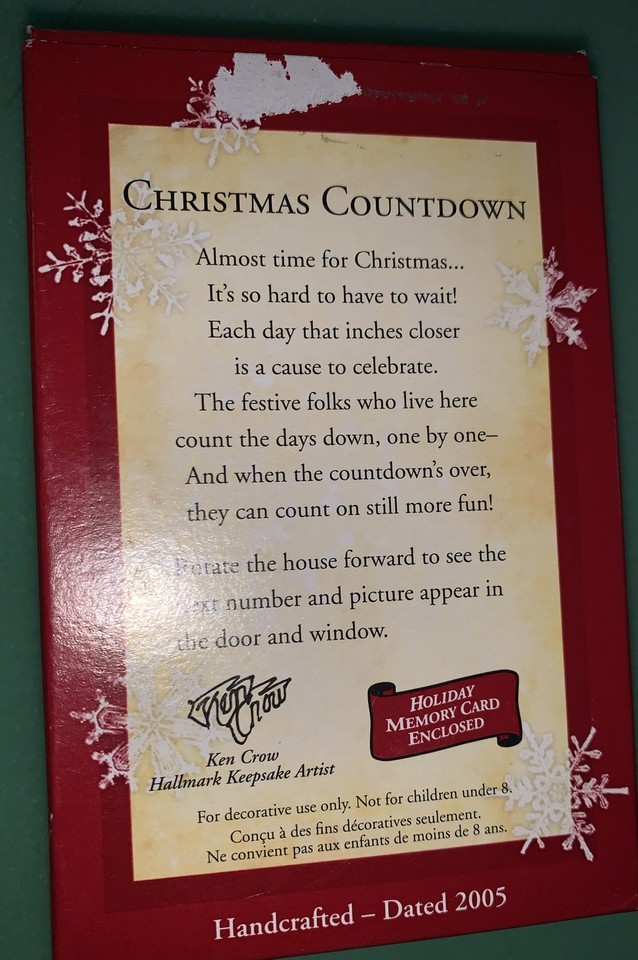 CHRISTMAS COUNTDOWN
Almost time for Christmas...
It's so hard to have to wait!
Each day that inches closer
is a cause to celebrate.
The festive folks who live here
count the days down, one by one–
And when the countdown's over,
they can count on still more fun!
Rotate the house forward to see the
next number and picture appear in
the door and window.
Ken Crow
Ken Crow
Hallmark Keepsake Artist
HOLIDAY
MEMORY CARD
ENCLOSED
For decorative use only. Not for children under 8.
Conçu à des fins décoratives seulement.
Ne convient pas aux enfants de moins de 8 ans.
Handcrafted – Dated 2005